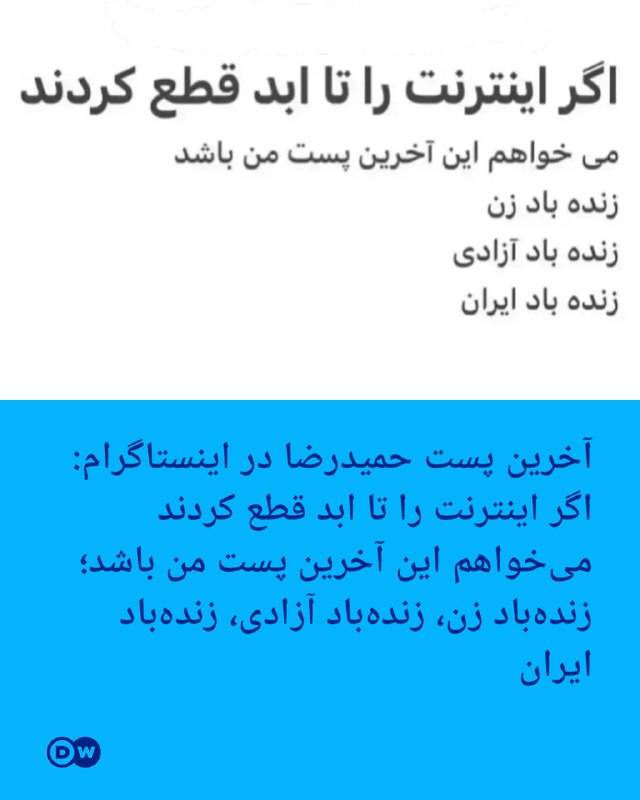 اگر اینترنت را تا ابد قطع کردند
می خواهم این آخرین پست من باشد
زنده باد زن
زنده باد آزادی
زنده باد ایران
آخرین پست حمیدرضا در اینستاگرام:
اگر اینترنت را تا ابد قطع کردند
می‌خواهم این آخرین پست من باشد؛
زنده‌باد زن، زنده‌باد آزادی، زنده‌باد
ایران
DW